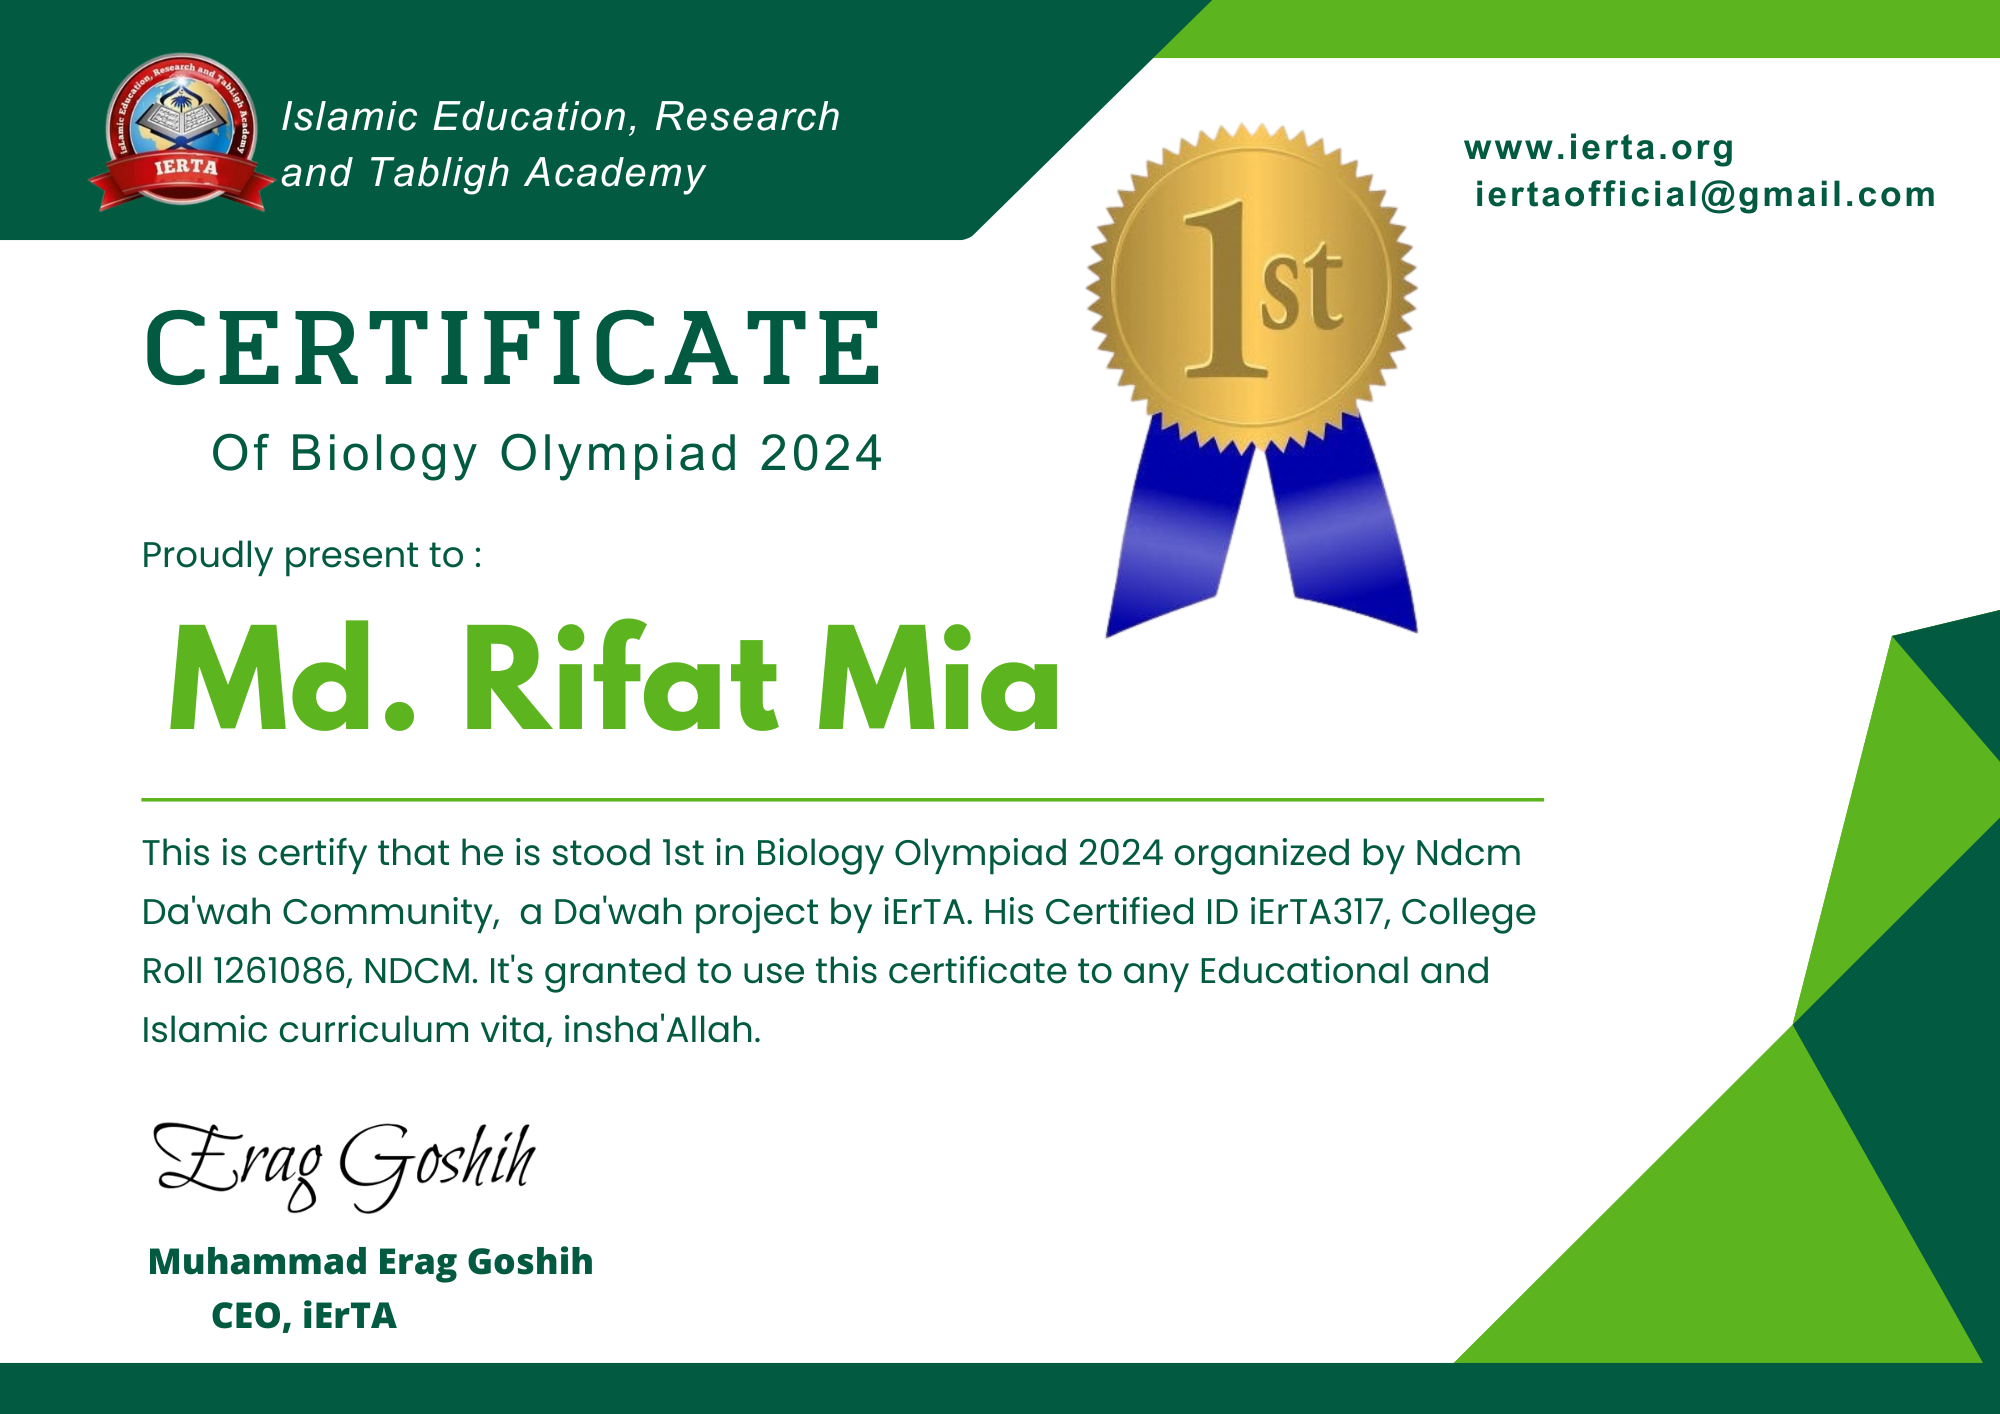 Islamic Education, Research and Tabligh Academy
IERTA
Islamic Education, Research
and Tabligh Academy
www.ierta.org
iertaofficial@gmail.com
1st
CERTIFICATE
Of Biology Olympiad 2024
Proudly present to :
Md. Rifat Mia
This is certify that he is stood 1st in Biology Olympiad 2024 organized by Ndcm
Da'wah Community,  a Da'wah project by iErTA. His Certified ID iErTA317, College
Roll 1261086, NDCM. It's granted to use this certificate to any Educational and
Islamic curriculum vita, insha'Allah.
Erag Goshih
Muhammad Erag Goshih
CEO, iErTA